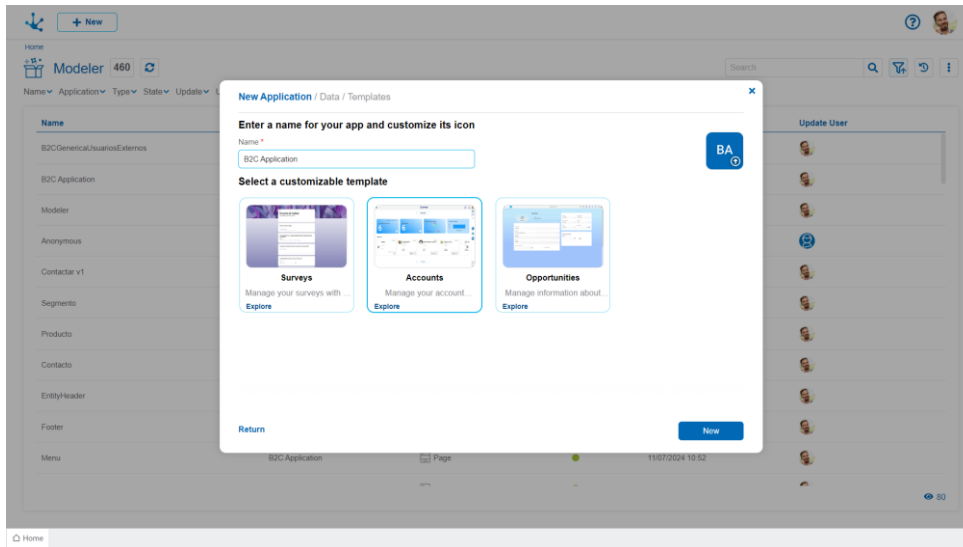 + New
Home
Modeler 460
Search
Name Application Type State Update
Name
Update User
B2CGenericaUsuariosExternos
B2C Application
Modeler
Anonymous
Contactar v1
Segmento
Producto
Contacto
EntityHeader
Footer
Menu B2C Application Page 11/07/2024 10:52
New Application / Data / Templates
×
Enter a name for your app and customize its icon
Name *
B2C Application
BA
Select a customizable template
Surveys Accounts Opportunities
Manage your surveys with ... Manage your account... Manage information about...
Explore Explore Explore
Return New
80
Home